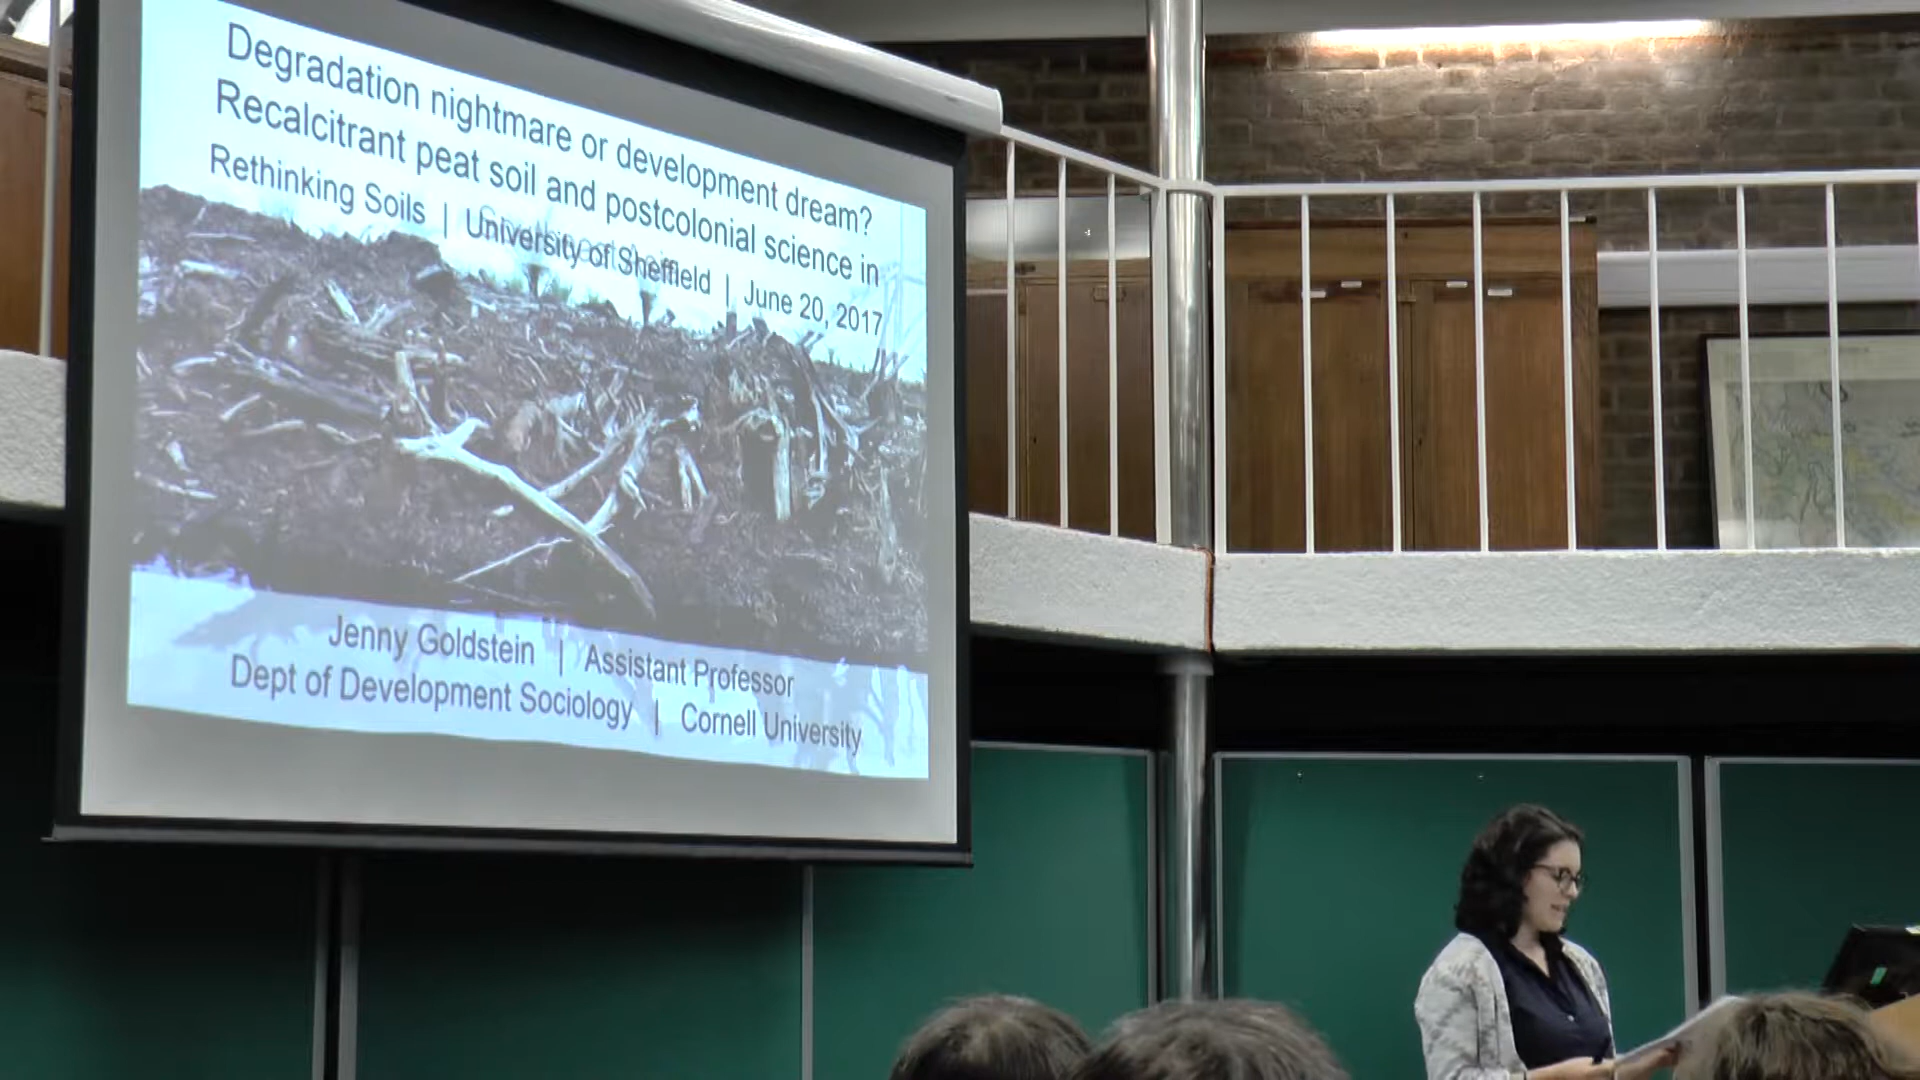 Degradation nightmare or development dream?
Recalcitrant peat soil and postcolonial science in
Rethinking Soils | University of Sheffield | June 20, 2017
Jenny Goldstein | Assistant Professor
Dept of Development Sociology | Cornell University